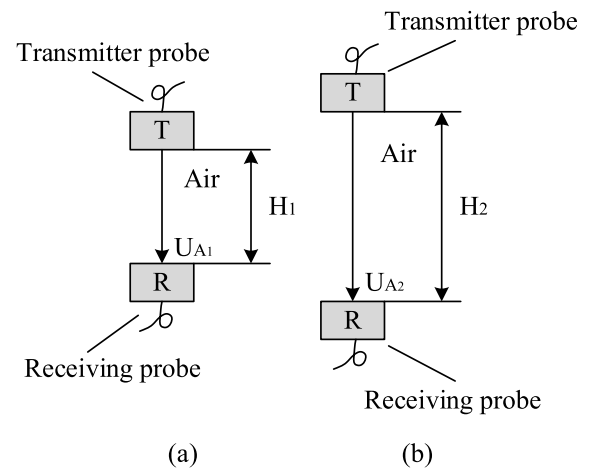 Transmitter probe
T
Air
H1
UA1
R
Receiving probe
(a)
Transmitter probe
T
Air
H2
UA2
R
Receiving probe
(b)